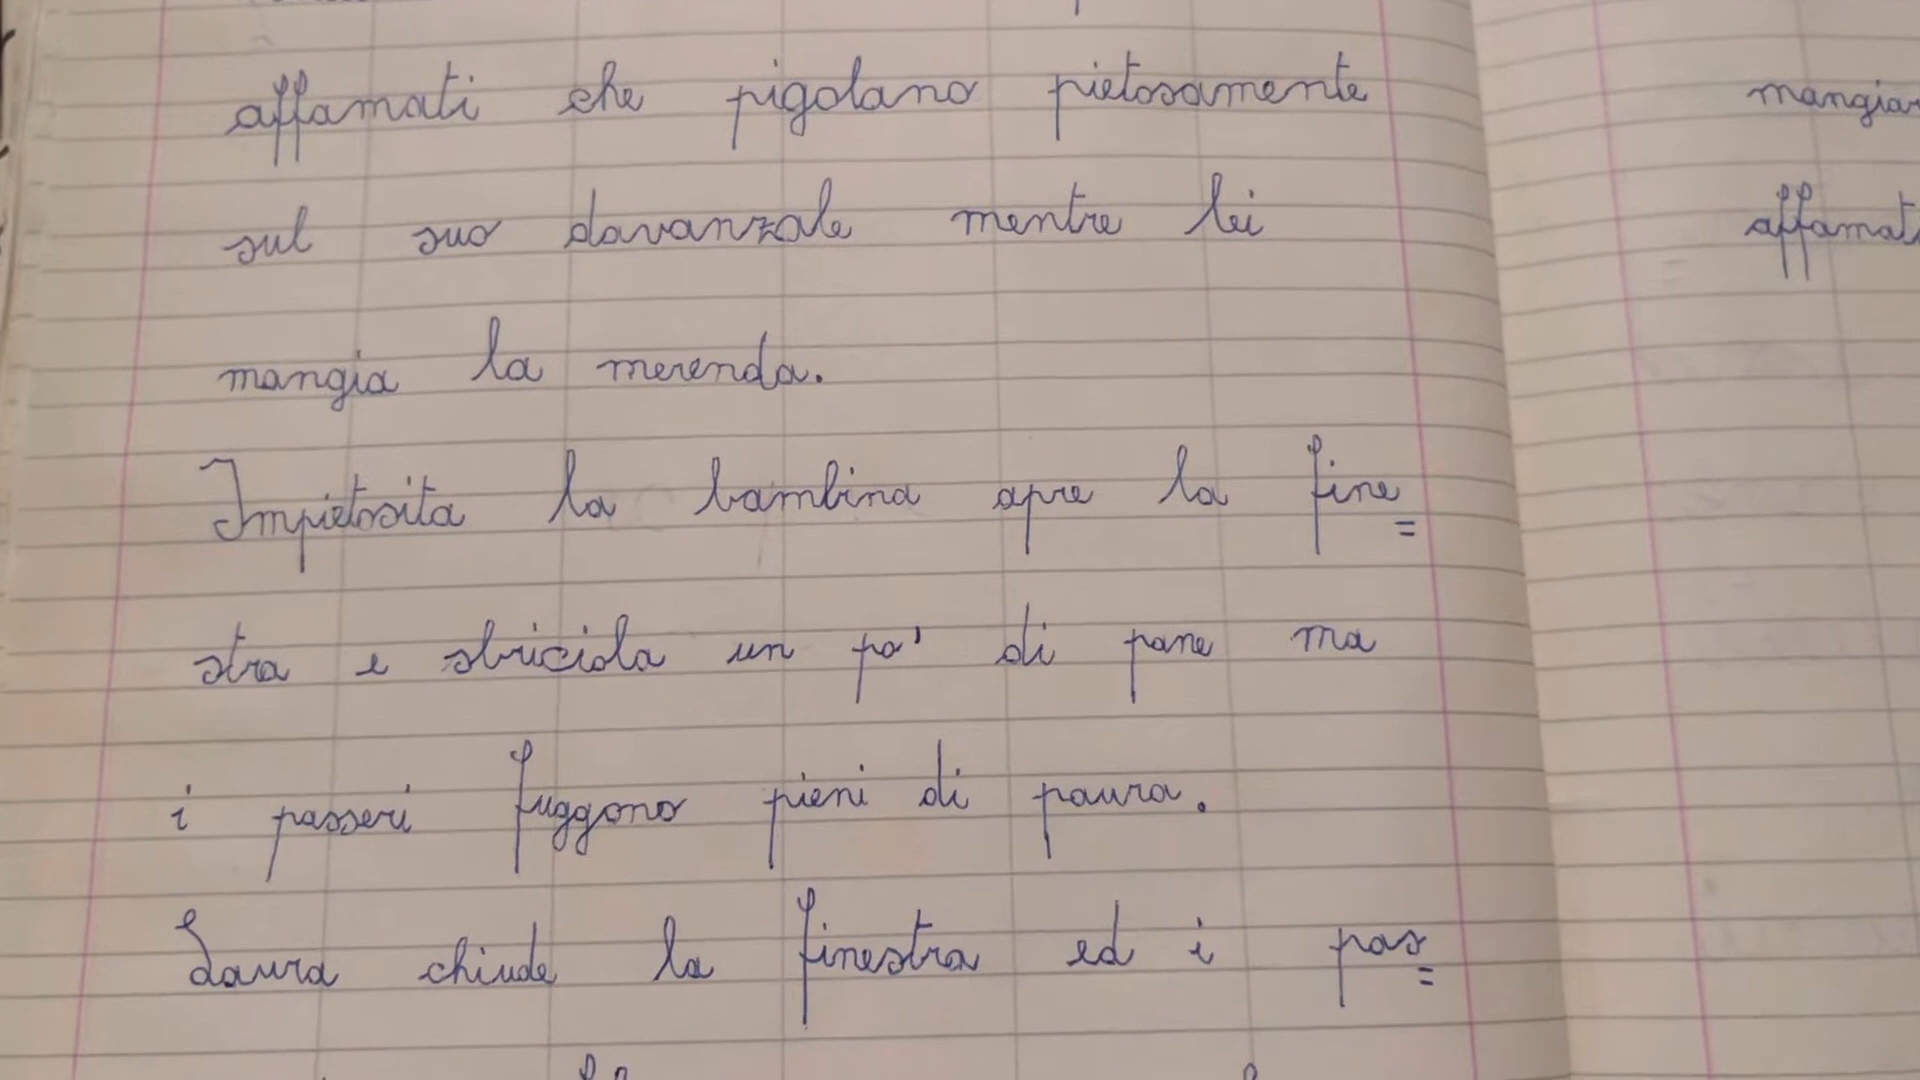 affamati che pigolano pietosamente
sul suo davanzale mentre lei
mangia la merenda.
Impietosita la bambina apre la fine=
stra e sbriciola un po' di pane ma
i passeri fuggono pieni di paura.
Laura chiude la finestra ed i pas=
mangiar
affamat